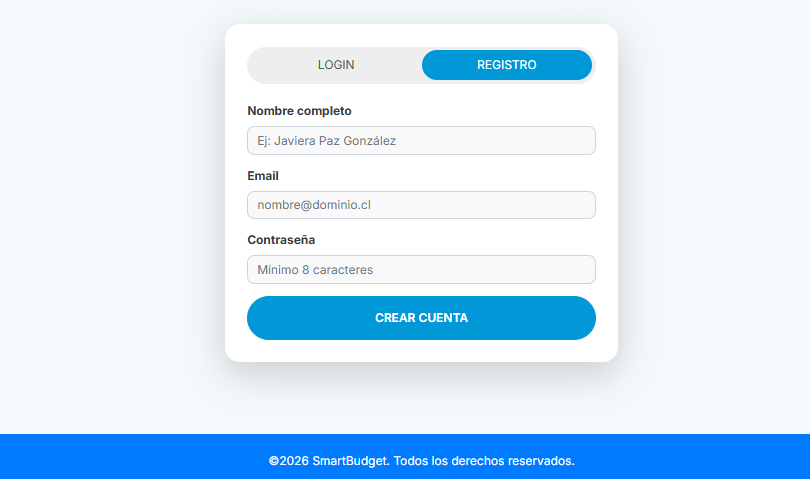 LOGIN REGISTRO
Nombre completo
Ej: Javiera Paz González
Email
nombre@dominio.cl
Contraseña
Mínimo 8 caracteres
CREAR CUENTA
©2026 SmartBudget. Todos los derechos reservados.